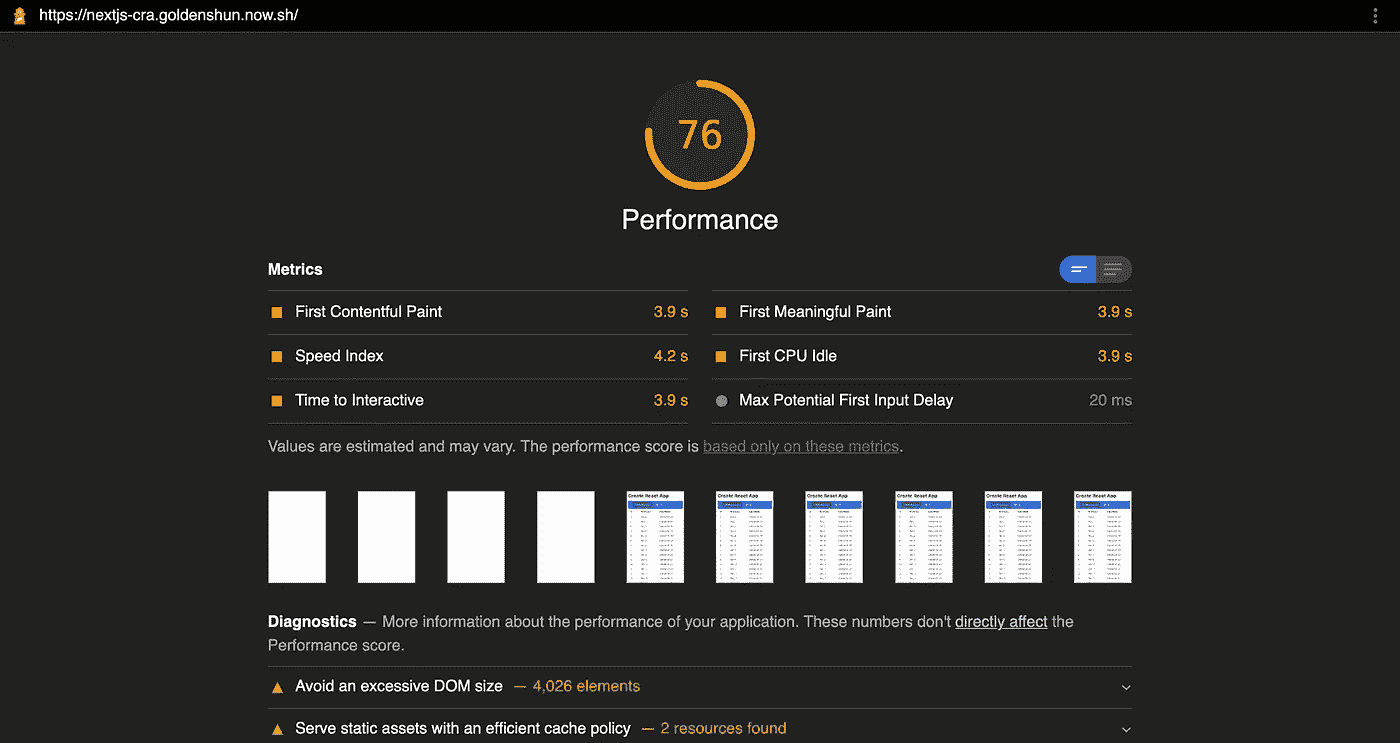 https://nextjs-cra.goldenshun.now.sh/
76
Performance
Metrics
First Contentful Paint 3.9 s
First Meaningful Paint 3.9 s
Speed Index 4.2 s
First CPU Idle 3.9 s
Time to Interactive 3.9 s
Max Potential First Input Delay 20 ms
Values are estimated and may vary. The performance score is based only on these metrics.
Create React App Create React App Create React App Create React App Create React App Create React App
Diagnostics — More information about the performance of your application. These numbers don't directly affect the
Performance score.
Avoid an excessive DOM size — 4,026 elements
Serve static assets with an efficient cache policy — 2 resources found